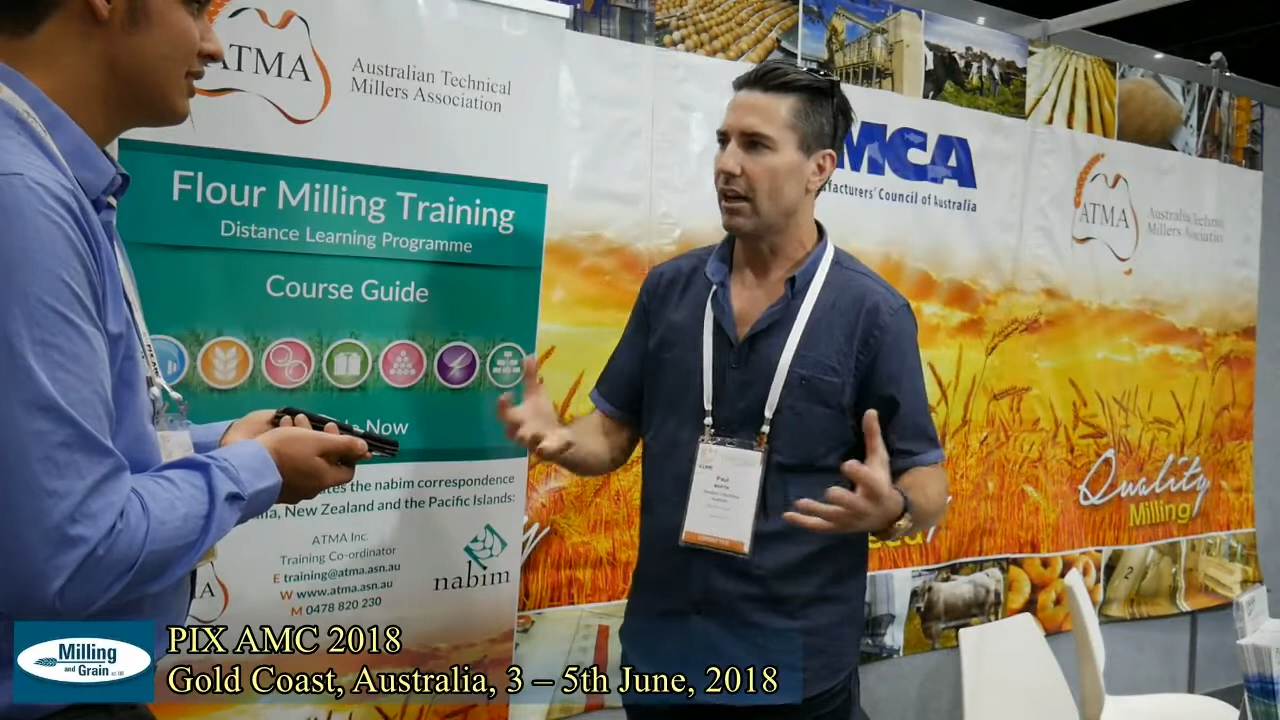 ATMA
Australian Technical
Millers Association
Flour Milling Training
Distance Learning Programme
Course Guide
Now
the nabim correspondence
New Zealand and the Pacific Islands:
ATMA Inc.
Training Co-ordinator
E training@atma.asn.au
W www.atma.asn.au
M 0478 820 230
nabim
MCA
Council of Australia
ATMA
Australian Technical
Millers Association
Quality
Milling
Paul
Milling
and
Grain
PIX AMC 2018
Gold Coast, Australia, 3 – 5th June, 2018